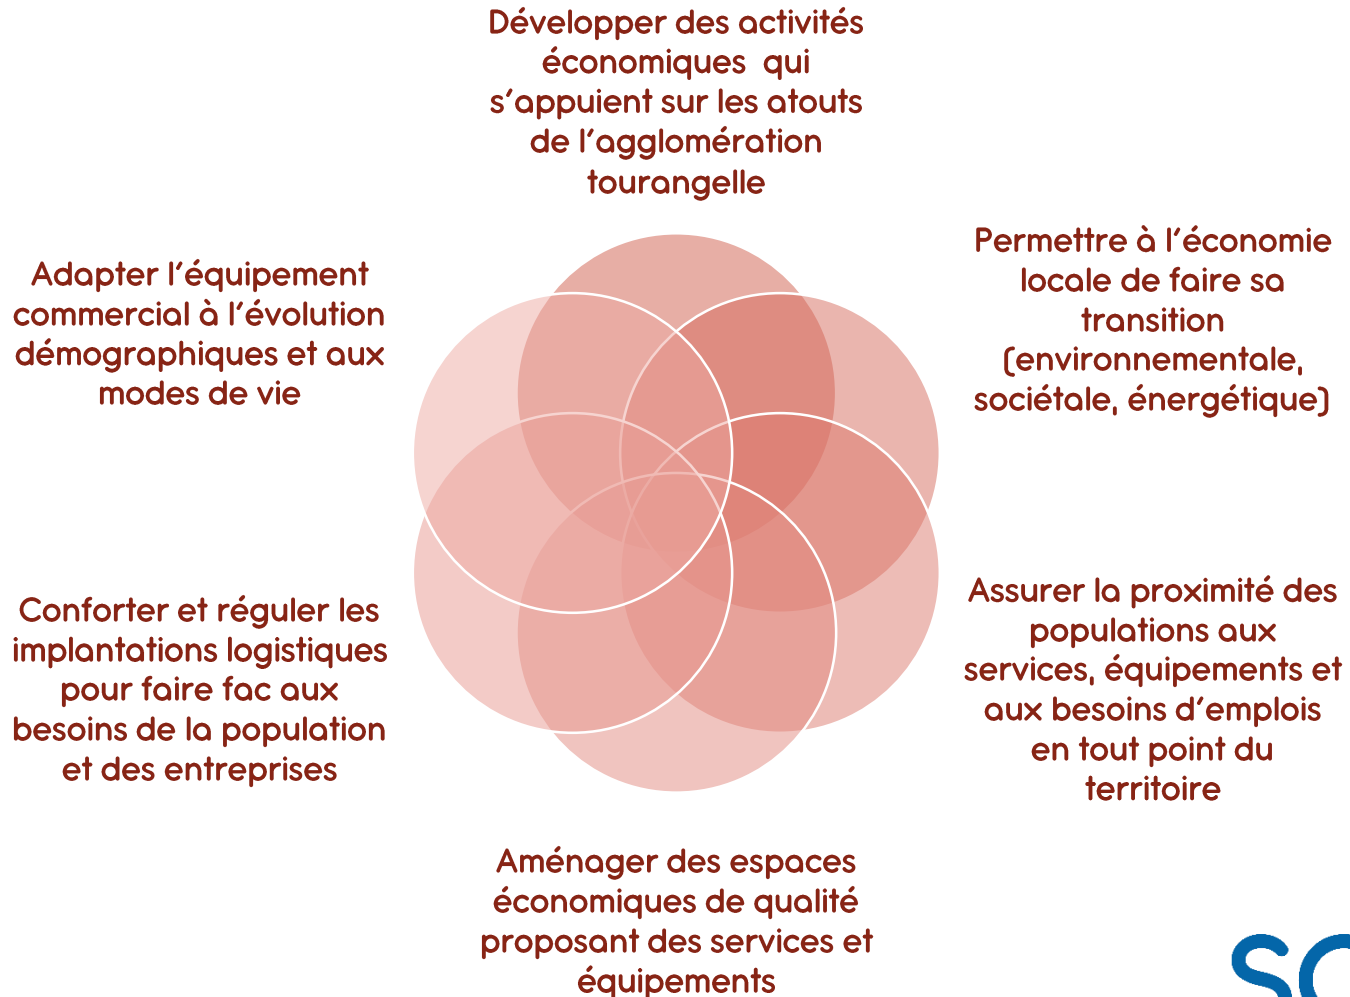 Développer des activités
économiques qui
s'appuient sur les atouts
de l'agglomération
tourangelle
Permettre à l'économie
locale de faire sa
transition
(environnementale,
sociétale, énergétique)
Assurer la proximité des
populations aux
services, équipements et
aux besoins d'emplois
en tout point du
territoire
Aménager des espaces
économiques de qualité
proposant des services et
équipements
Conforter et réguler les
implantations logistiques
pour faire fac aux
besoins de la population
et des entreprises
Adapter l'équipement
commercial à l'évolution
démographiques et aux
modes de vie